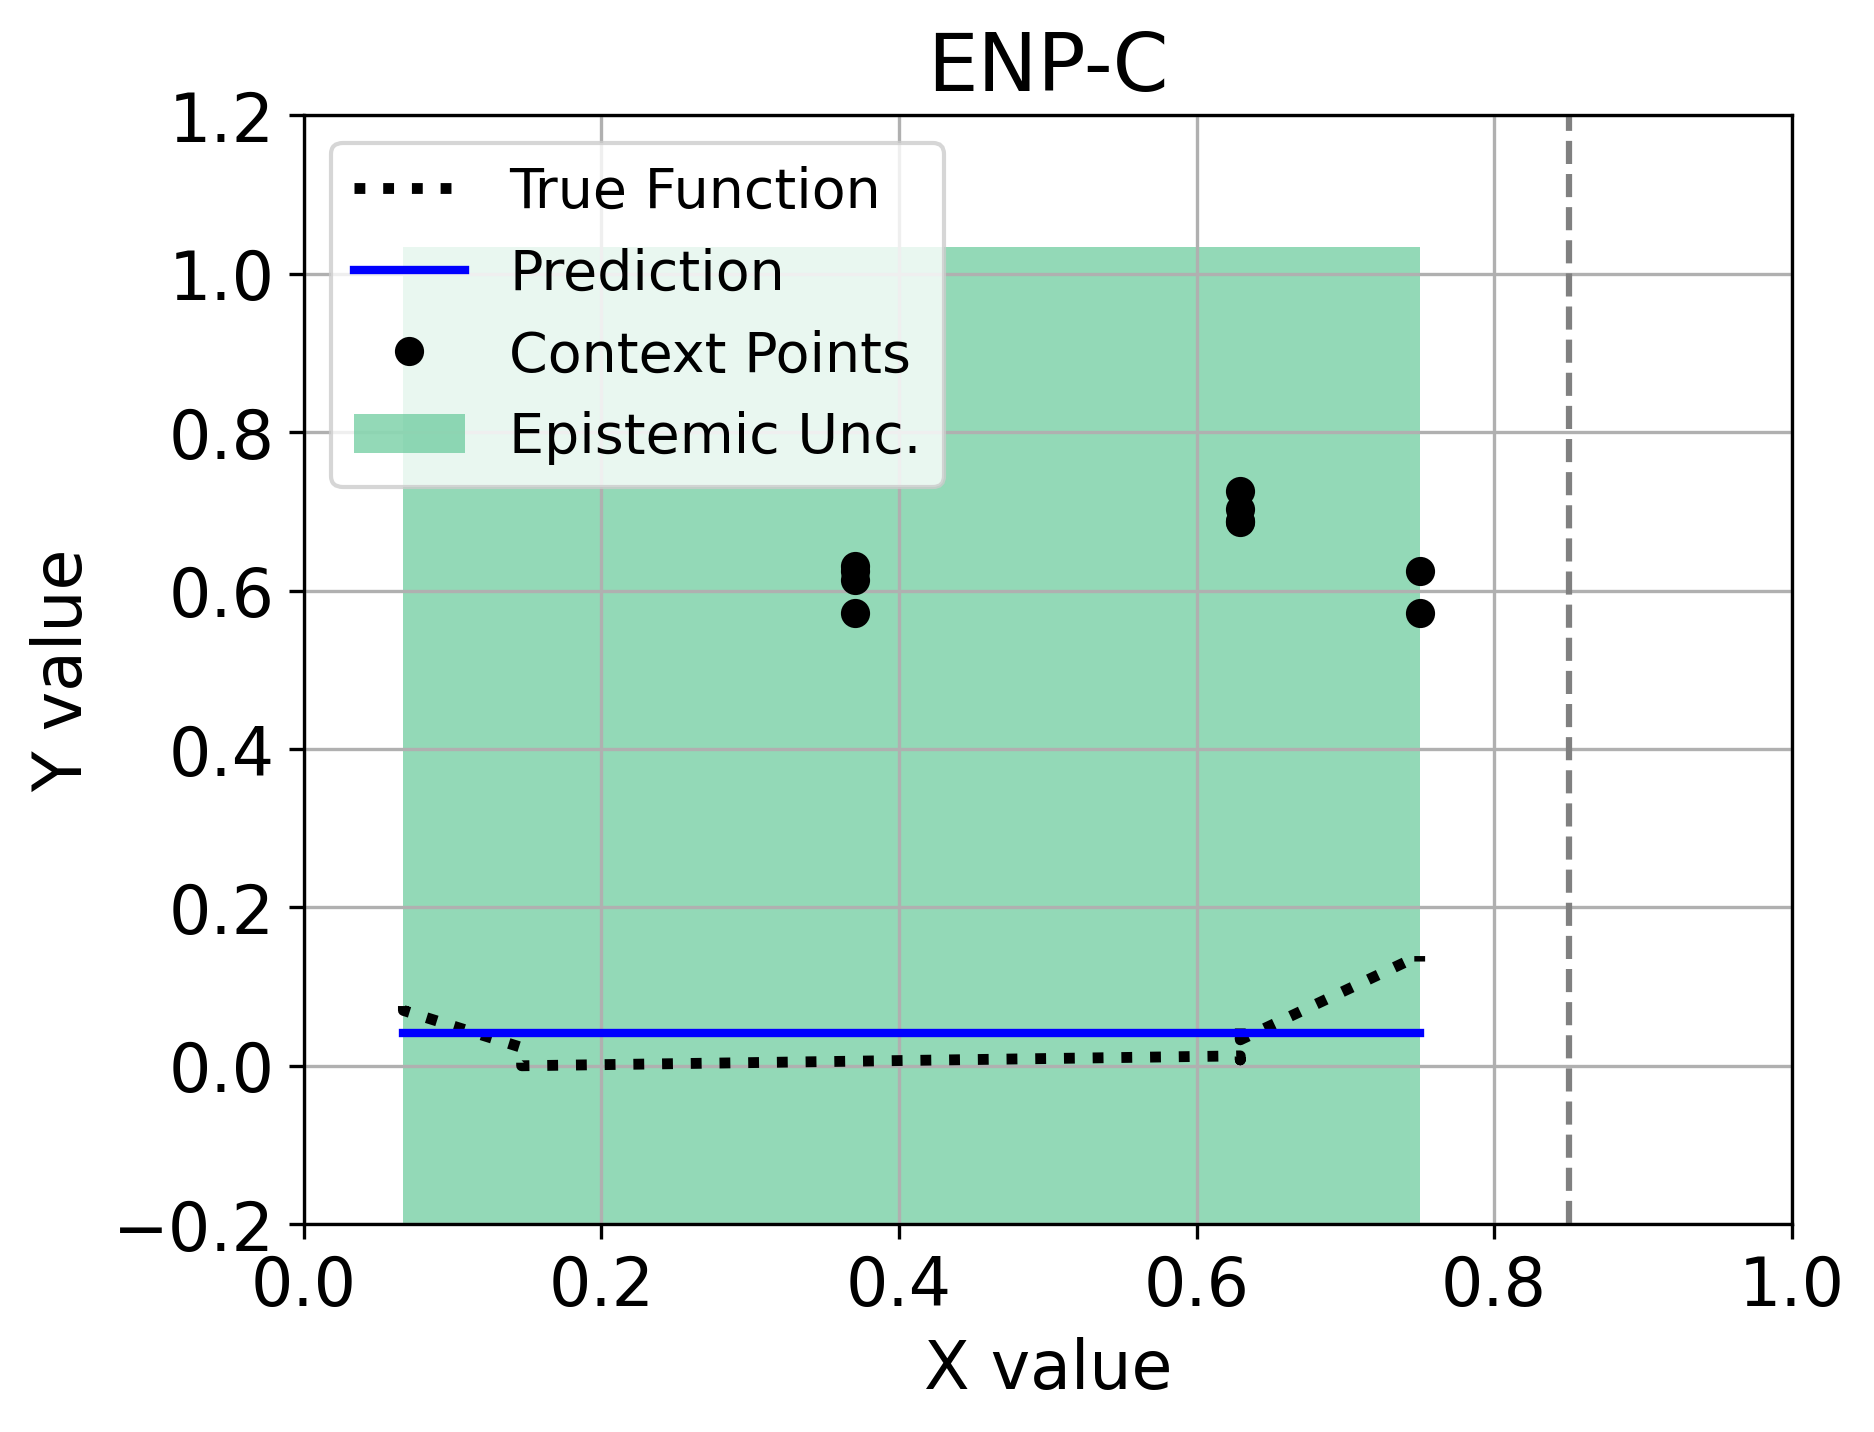 ENP-C
1.2
1.0
0.8
0.6
0.4
0.2
0.0
−0.2
Y value
True Function
Prediction
Context Points
Epistemic Unc.
0.0 0.2 0.4 0.6 0.8 1.0
X value